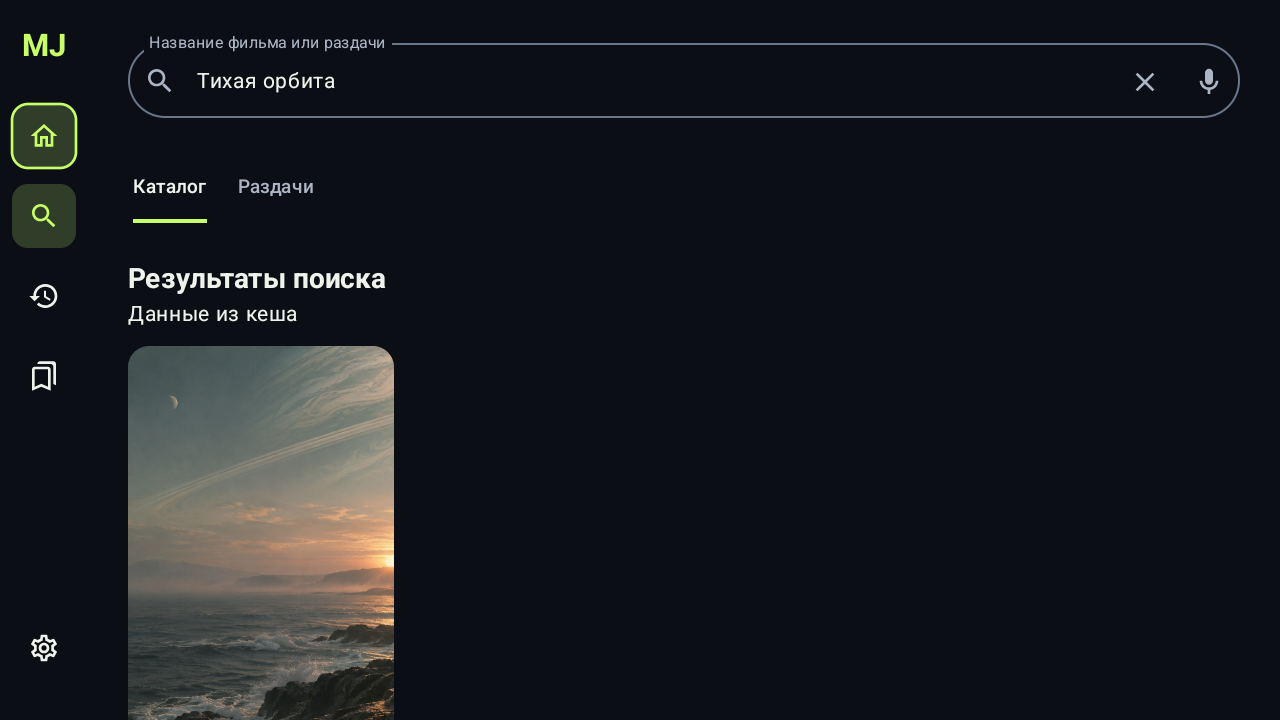 MJ
Название фильма или раздачи
Тихая орбита
Каталог
Раздачи
Результаты поиска
Данные из кеша